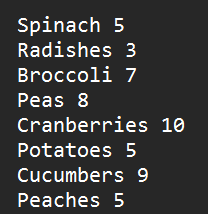 Spinach 5
Radishes 3
Broccoli 7
Peas 8
Cranberries 10
Potatoes 5
Cucumbers 9
Peaches 5